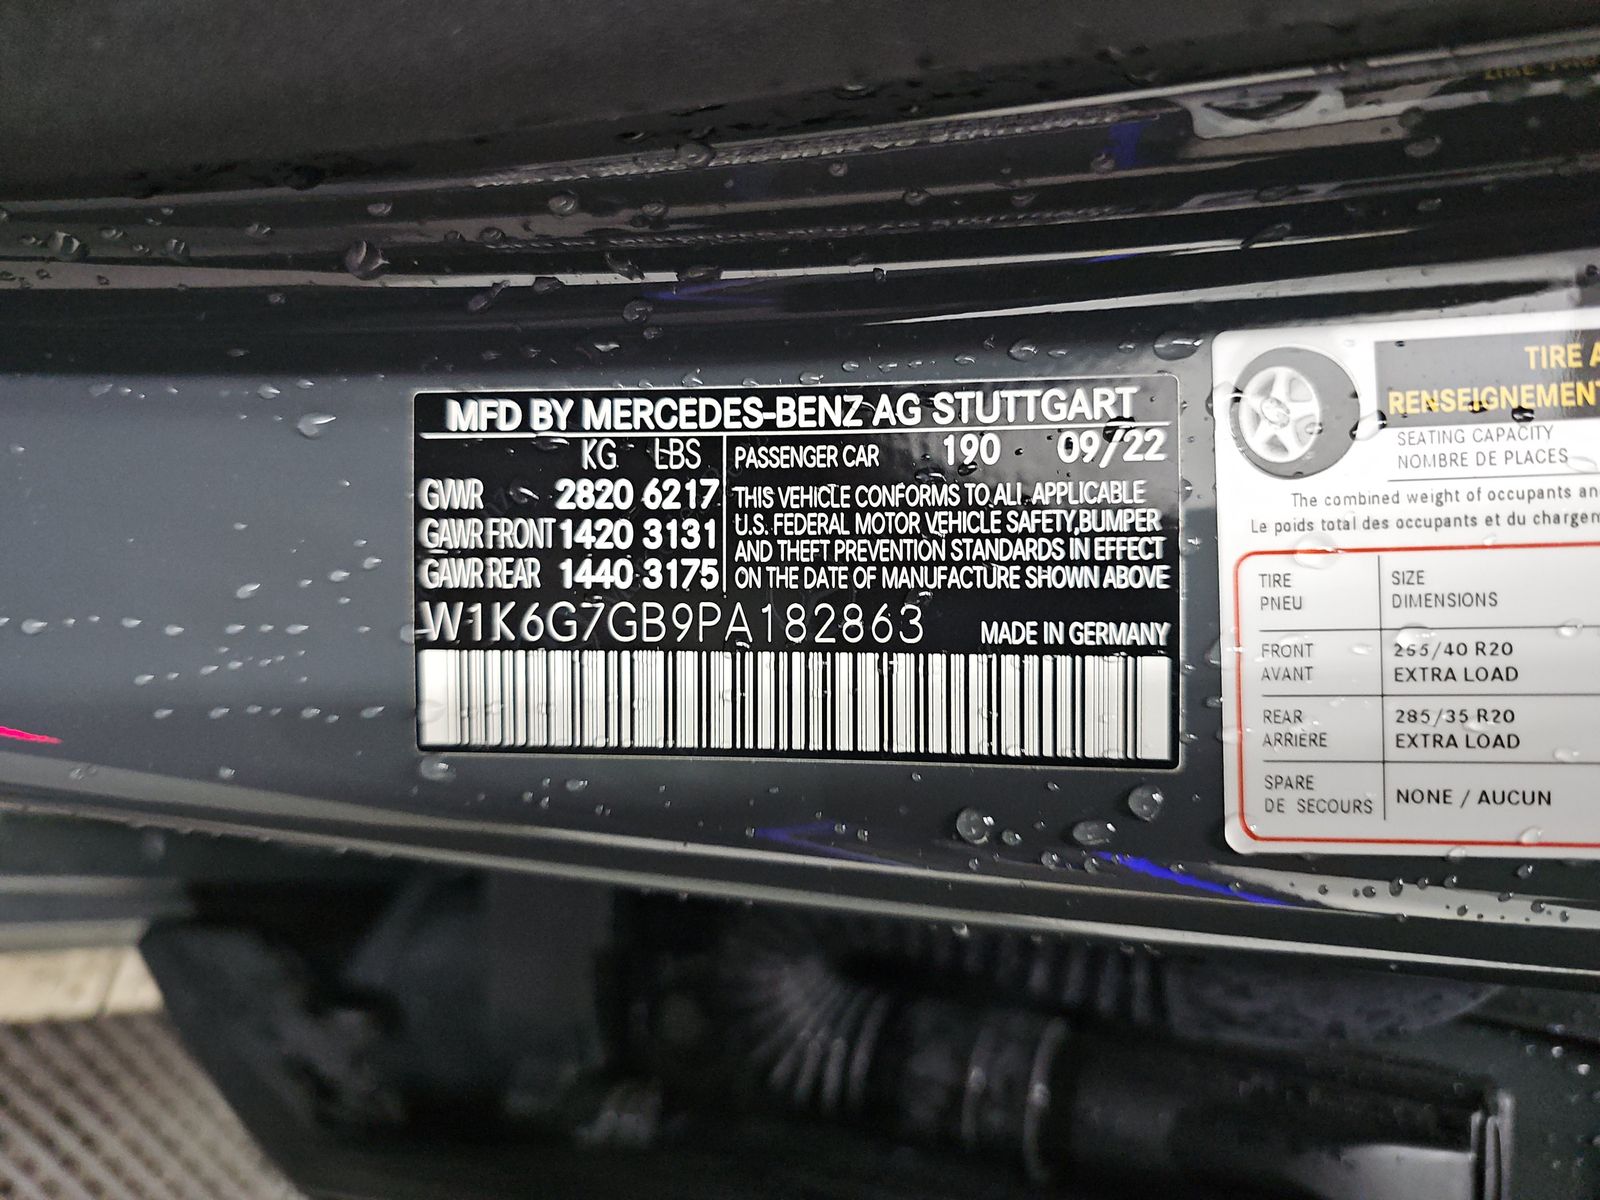 MFD BY MERCEDES-BENZ AG STUTTGART
KG LBS
GVWR 2820 6217
GAWR FRONT 1420 3131
GAWR REAR 1440 3175
PASSENGER CAR 190 09/22
THIS VEHICLE CONFORMS TO ALL APPLICABLE
U.S. FEDERAL MOTOR VEHICLE SAFETY, BUMPER
AND THEFT PREVENTION STANDARDS IN EFFECT
ON THE DATE OF MANUFACTURE SHOWN ABOVE
W1K6G7GB9PA182863
MADE IN GERMANY
TIRE
RENSEIGNEMENT
SEATING CAPACITY
NOMBRE DE PLACES
The combined weight of occupants
Le poids total des occupants et du
TIRE SIZE
PNEU DIMENSIONS
FRONT 255/40 R20
AVANT EXTRA LOAD
REAR 285/35 R20
ARRIÈRE EXTRA LOAD
SPARE
DE SECOURS NONE / AUCUN